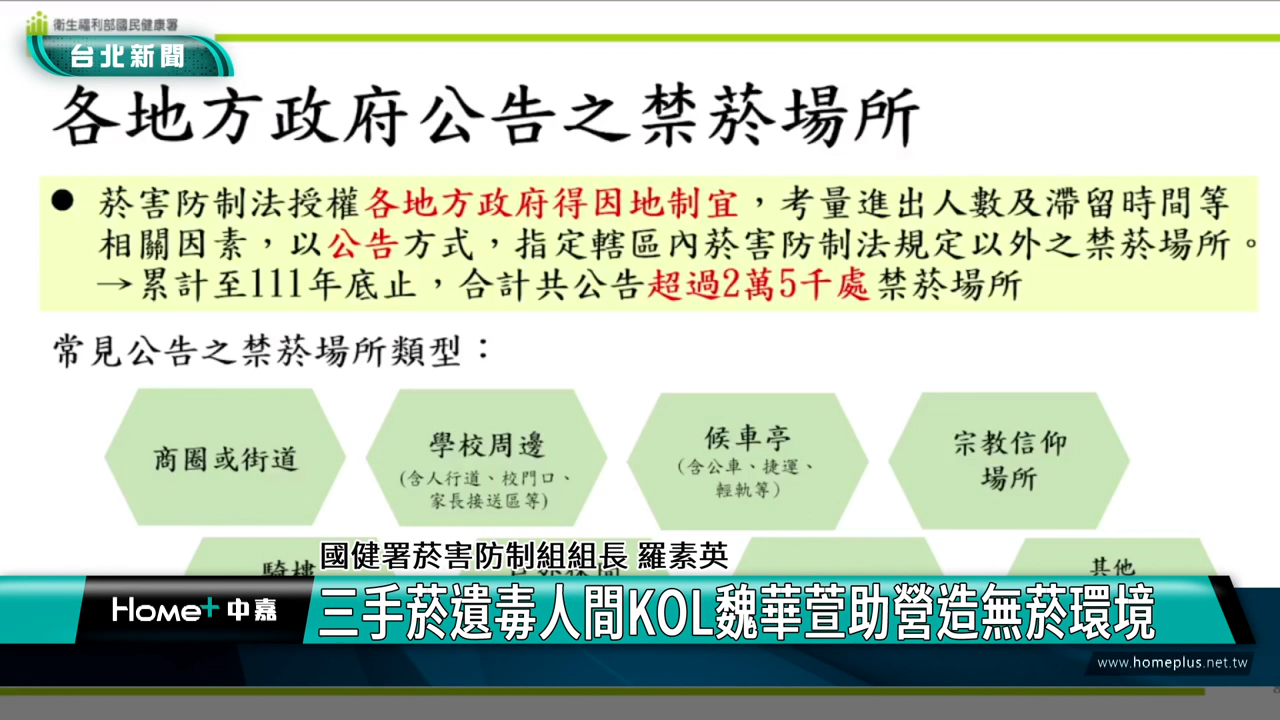 衛生福利部國民健康署
台北新聞
各地方政府公告之禁菸場所
● 菸害防制法授權各地方政府得因地制宜，考量進出人數及滯留時間等
相關因素，以公告方式，指定轄區內菸害防制法規定以外之禁菸場所。
→累計至111年底止，合計共公告超過2萬5千處禁菸場所
常見公告之禁菸場所類型：
商圈或街道
學校周邊
(含人行道、校門口、
家長接送區等)
候車亭
(含公車、捷運、
輕軌等)
宗教信仰
場所
騎樓
其他
國健署菸害防制組組長 羅素英
Home+中嘉
三手菸遺毒人間KOL魏華萱助營造無菸環境
www.homeplus.net.tw